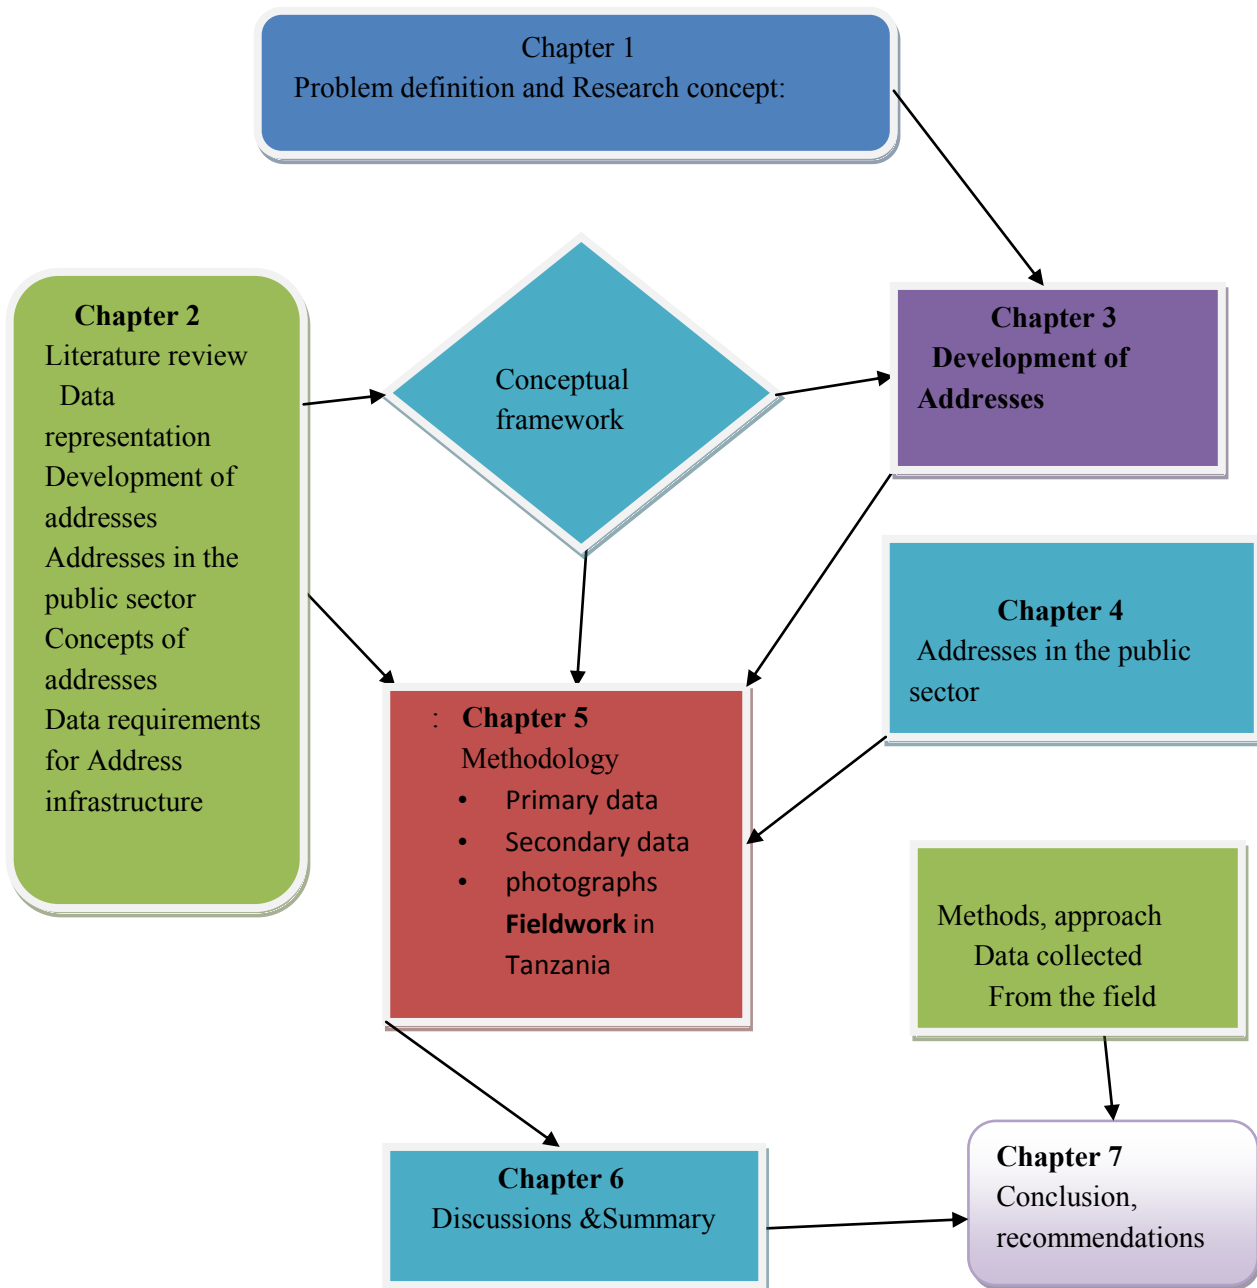 Chapter 1
Problem definition and Research concept:
Chapter 2
Literature review
Data
representation
Development of
addresses
Addresses in the
public sector
Concepts of
addresses
Data requirements
for Address
infrastructure
Conceptual
framework
Chapter 3
Development of
Addresses
Chapter 4
Addresses in the public
sector
: Chapter 5
Methodology
• Primary data
• Secondary data
• photographs
Fieldwork in
Tanzania
Methods, approach
Data collected
From the field
Chapter 6
Discussions &Summary
Chapter 7
Conclusion,
recommendations